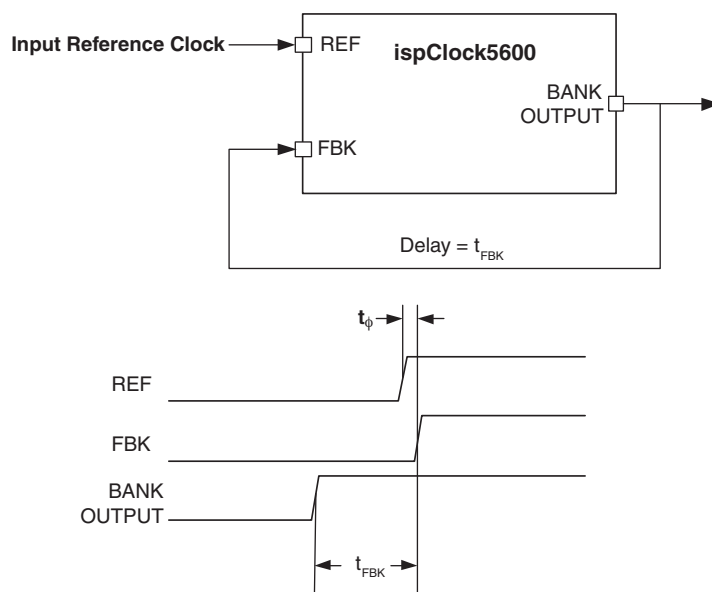 Input Reference Clock
REF
ispClock5600
BANK
OUTPUT
FBK
Delay = tFBK
tϕ
REF
FBK
BANK
OUTPUT
tFBK